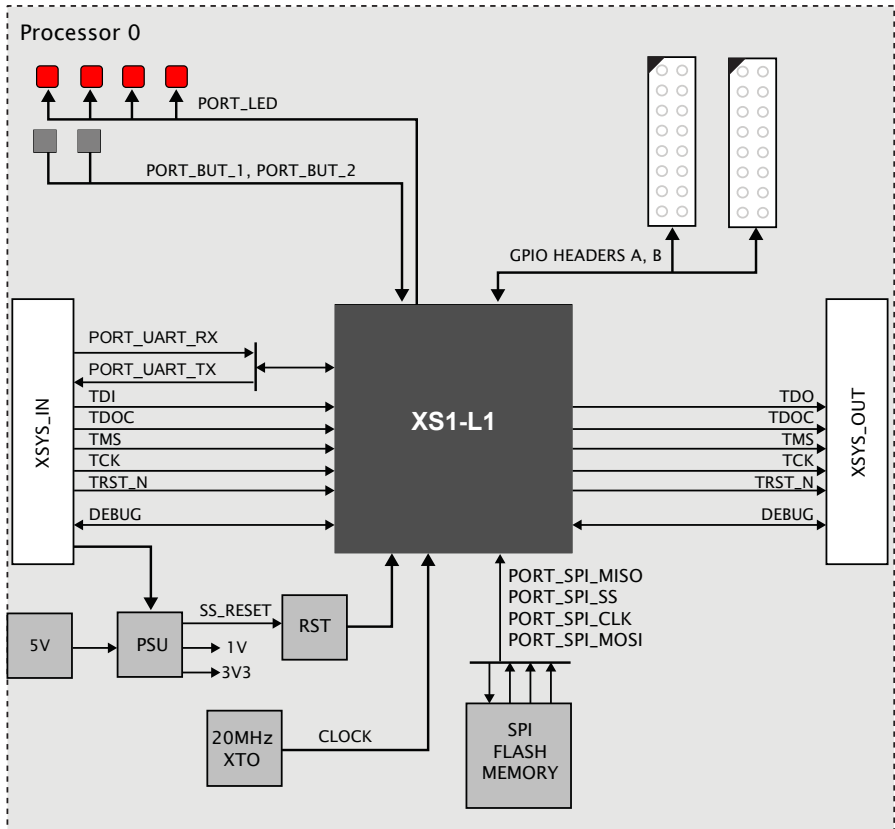 Processor 0
PORT_LED
PORT_BUT_1, PORT_BUT_2
GPIO HEADERS A, B
XSYS_IN
PORT_UART_RX
PORT_UART_TX
TDI
TDOC
TMS
TCK
TRST_N
DEBUG
XS1-L1
TDO
TDOC
TMS
TCK
TRST_N
DEBUG
XSYS_OUT
5V
PSU
SS_RESET
1V
3V3
RST
PORT_SPI_MISO
PORT_SPI_SS
PORT_SPI_CLK
PORT_SPI_MOSI
20MHz
XTO
CLOCK
SPI
FLASH
MEMORY